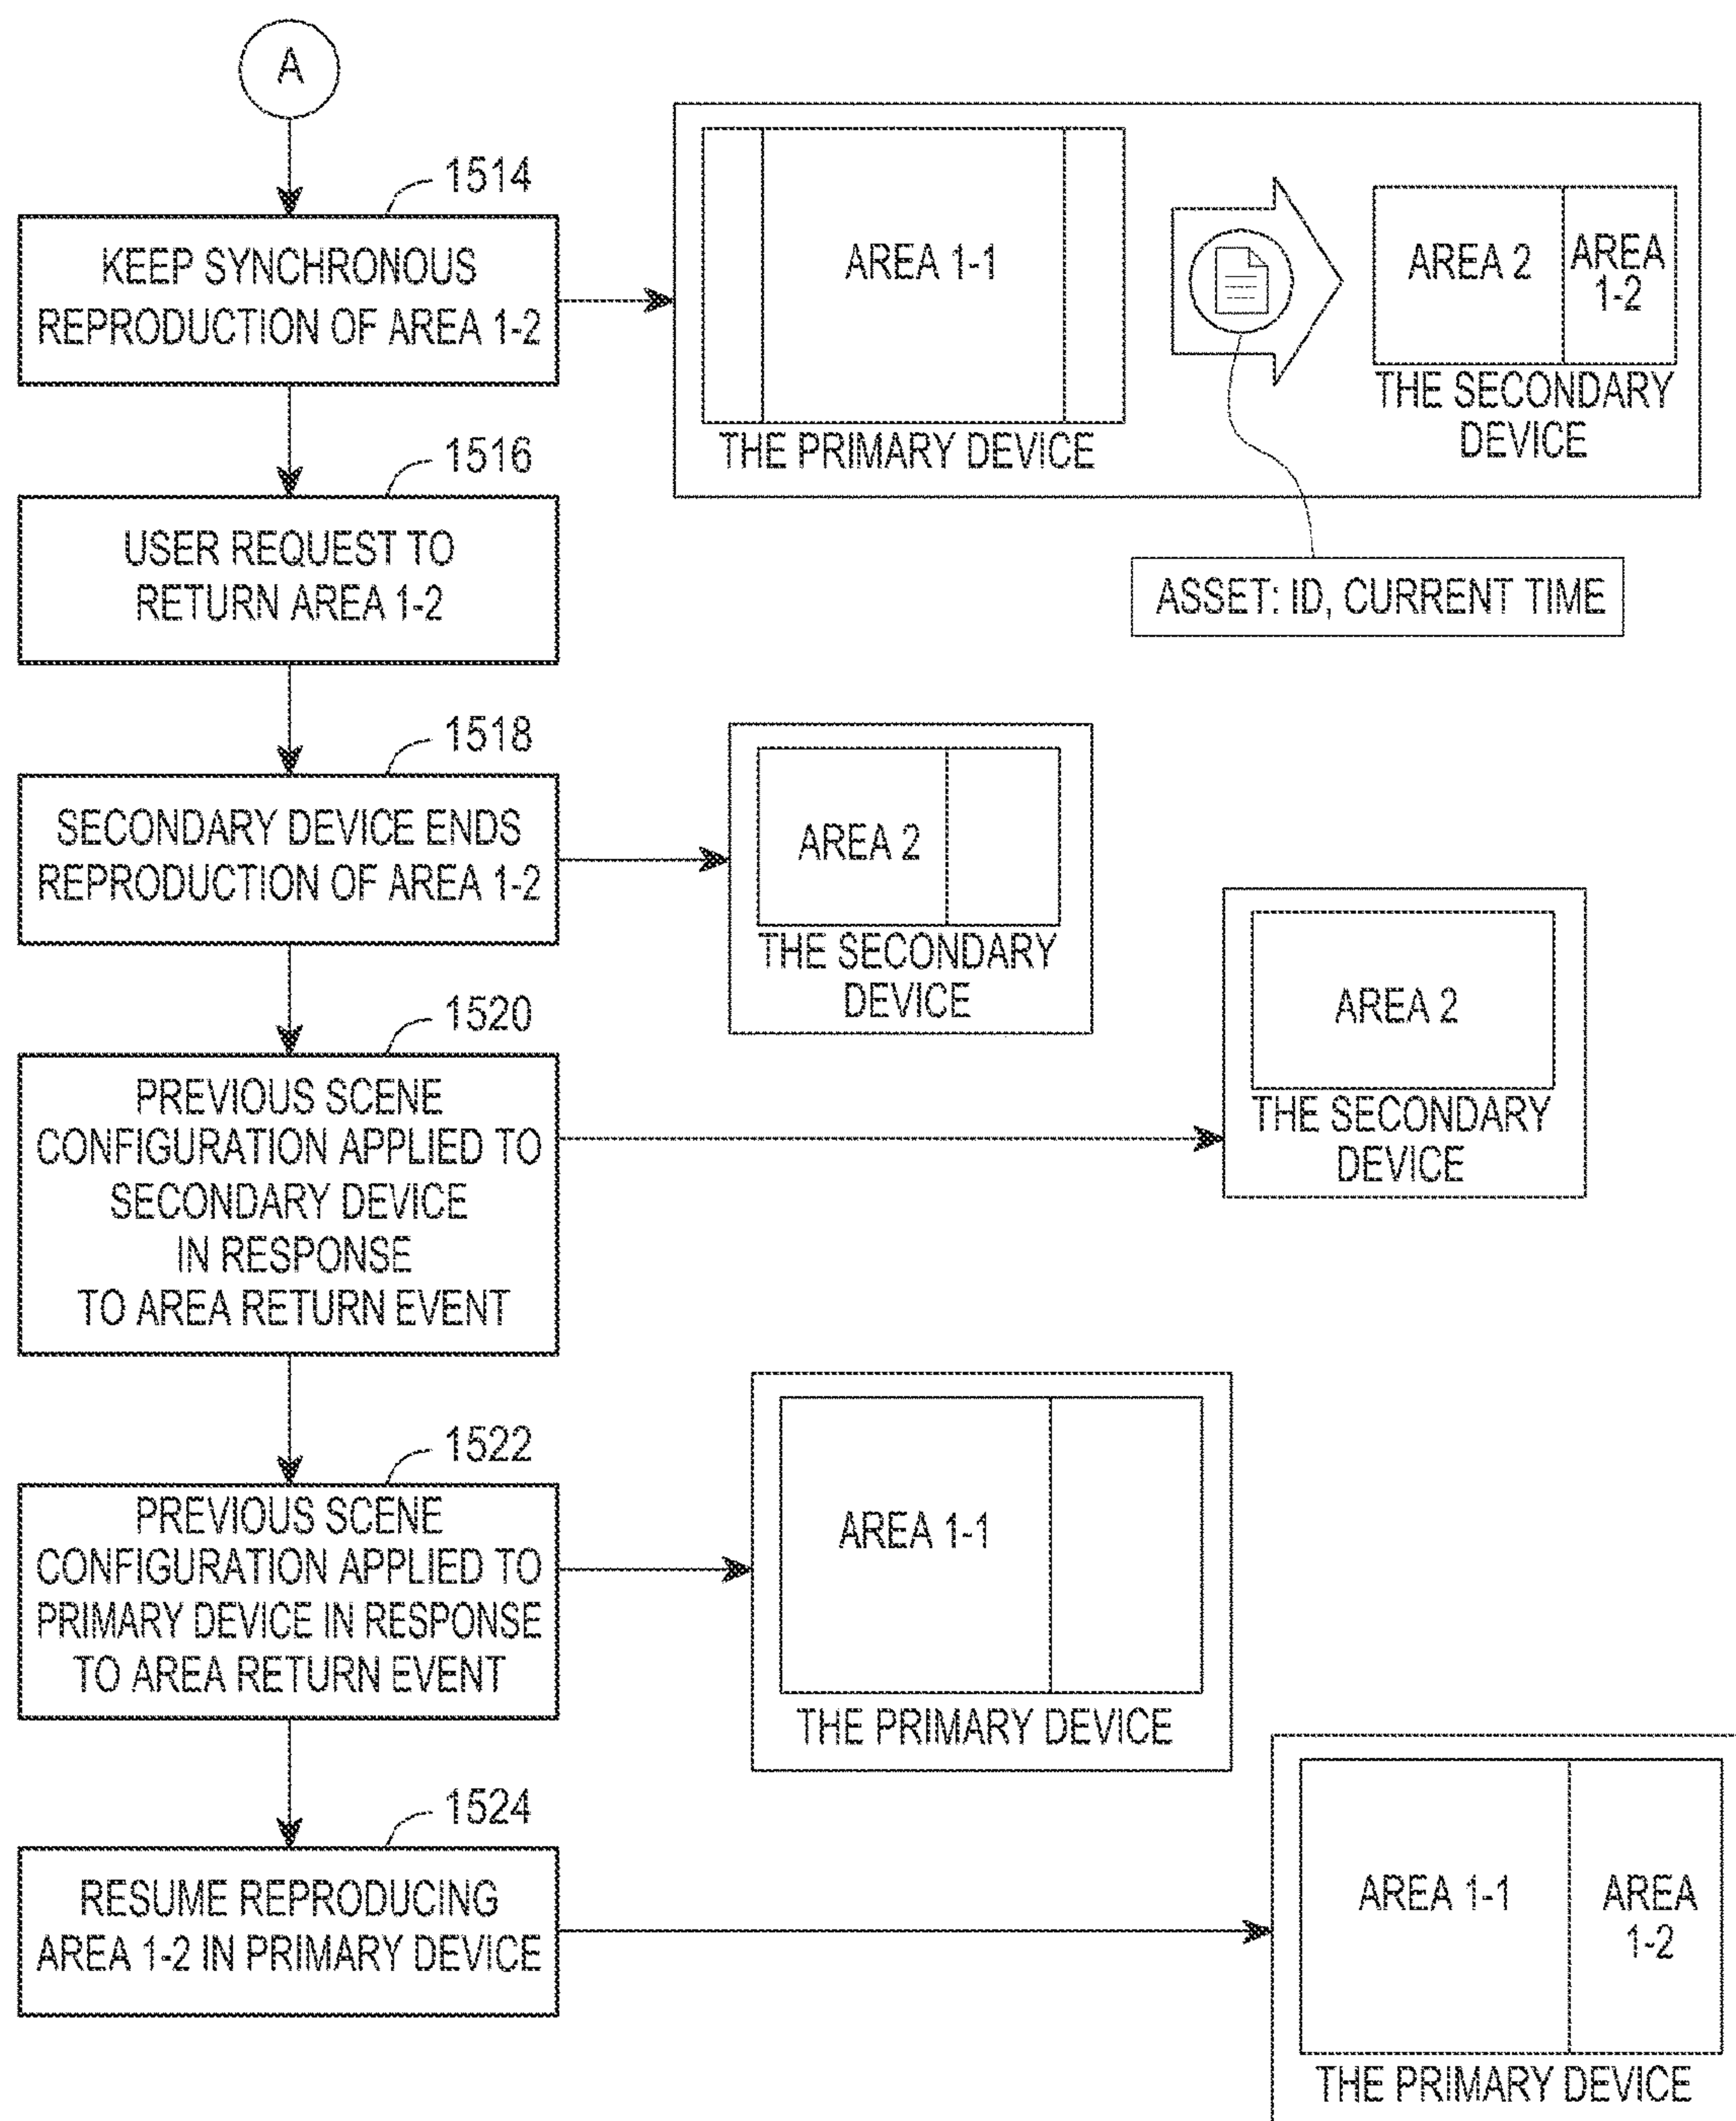 A
1514
KEEP SYNCHRONOUS
REPRODUCTION OF AREA 1-2
AREA 1-1
THE PRIMARY DEVICE
AREA 2
AREA
1-2
THE SECONDARY
DEVICE
ASSET: ID, CURRENT TIME
1516
USER REQUEST TO
RETURN AREA 1-2
1518
SECONDARY DEVICE ENDS
REPRODUCTION OF AREA 1-2
AREA 2
THE SECONDARY
DEVICE
1520
PREVIOUS SCENE
CONFIGURATION APPLIED TO
SECONDARY DEVICE
IN RESPONSE
TO AREA RETURN EVENT
AREA 2
THE SECONDARY
DEVICE
1522
PREVIOUS SCENE
CONFIGURATION APPLIED TO
PRIMARY DEVICE IN RESPONSE
TO AREA RETURN EVENT
AREA 1-1
THE PRIMARY DEVICE
1524
RESUME REPRODUCING
AREA 1-2 IN PRIMARY DEVICE
AREA 1-1
AREA
1-2
THE PRIMARY DEVICE